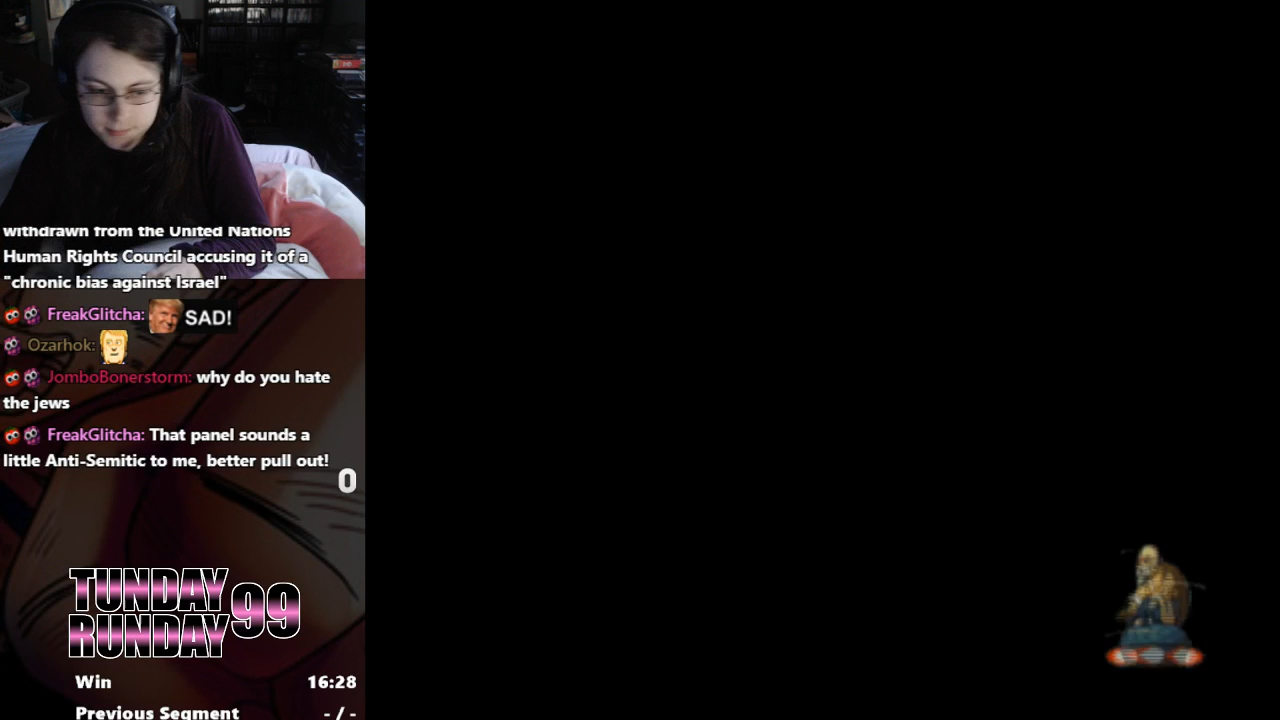 withdrawn from the United Nations
Human Rights Council accusing it of a
"chronic bias against Israel"
FreakGlitcha: SAD!
Ozarhok:
JomboBonerstorm: why do you hate
the jews
FreakGlitcha: That panel sounds a
little Anti-Semitic to me, better pull out!
0
TUNDAY
RUNDAY 99
Win 16:28
Previous Segment - / -